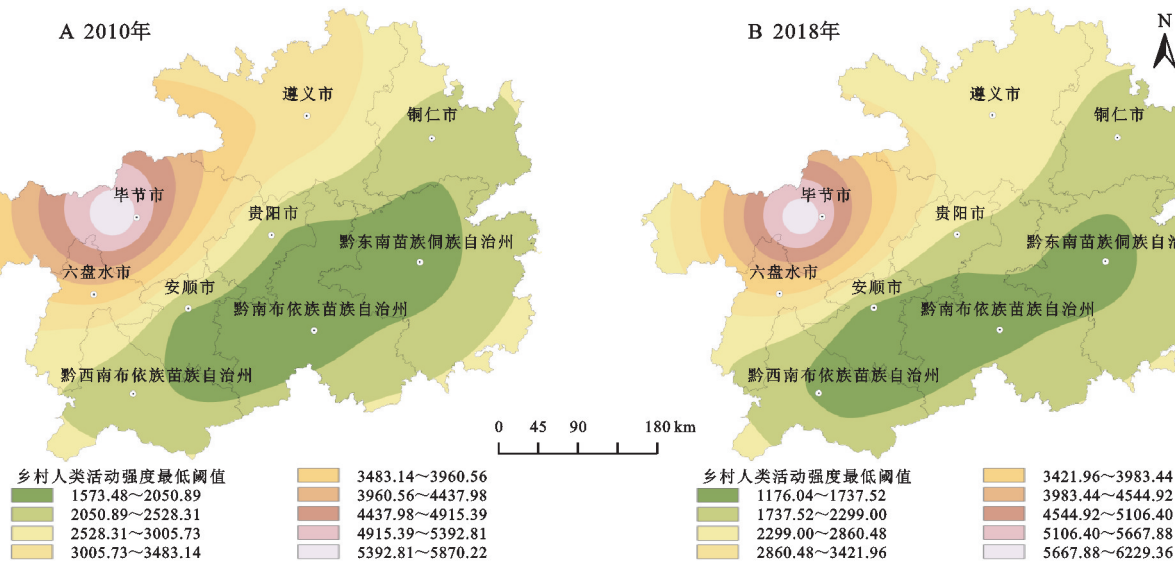 A 2010年
遵义市
铜仁市
毕节市
贵阳市
黔东南苗族侗族自治州
六盘水市
安顺市
黔南布依族苗族自治州
黔西南布依族苗族自治州
乡村人类活动强度最低阈值
1573.48～2050.89
2050.89～2528.31
2528.31～3005.73
3005.73～3483.14
3483.14～3960.56
3960.56～4437.98
4437.98～4915.39
4915.39～5392.81
5392.81～5870.22
0 45 90 180 km
B 2018年
N
遵义市
铜仁市
毕节市
贵阳市
黔东南苗族侗族自治
六盘水市
安顺市
黔南布依族苗族自治州
黔西南布依族苗族自治州
乡村人类活动强度最低阈值
1176.04～1737.52
1737.52～2299.00
2299.00～2860.48
2860.48～3421.96
3421.96～3983.44
3983.44～4544.92
4544.92～5106.40
5106.40～5667.88
5667.88～6229.36